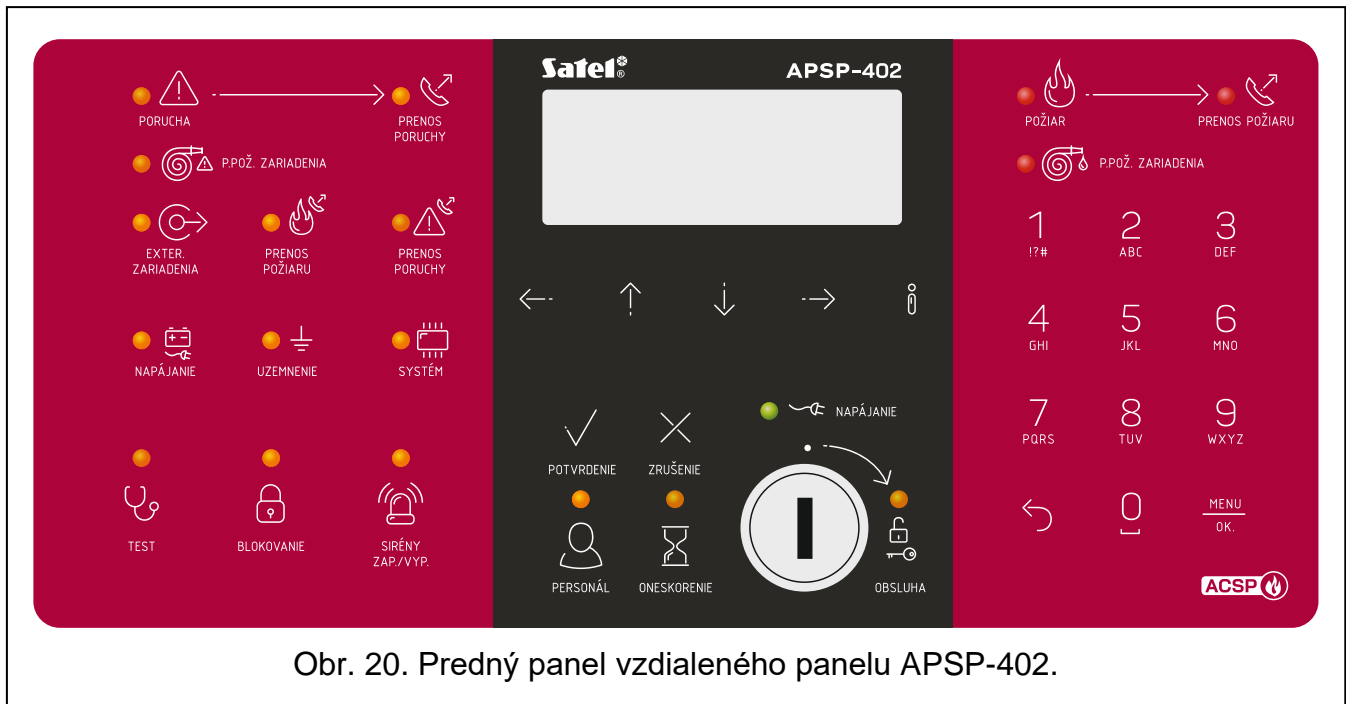 PORUCHA
PRENOS
PORUCHY
P.POŽ. ZARIADENIA
EXTER.
ZARIADENIA
PRENOS
POŽIARU
PRENOS
PORUCHY
NAPÁJANIE
UZEMNENIE
SYSTÉM
TEST
BLOKOVANIE
SIRÉNY
ZAP./VYP.
Satel®
APSP-402
i
NAPÁJANIE
POTVRDENIE
ZRUŠENIE
PERSONÁL
ONESKORENIE
OBSLUHA
POŽIAR
PRENOS POŽIARU
P.POŽ. ZARIADENIA
1 2 3
!?# ABC DEF
4 5 6
GHI JKL MNO
7 8 9
PQRS TUV WXYZ
0 MENU
OK.
ACSP
Obr. 20. Predný panel vzdialeného panelu APSP-402.